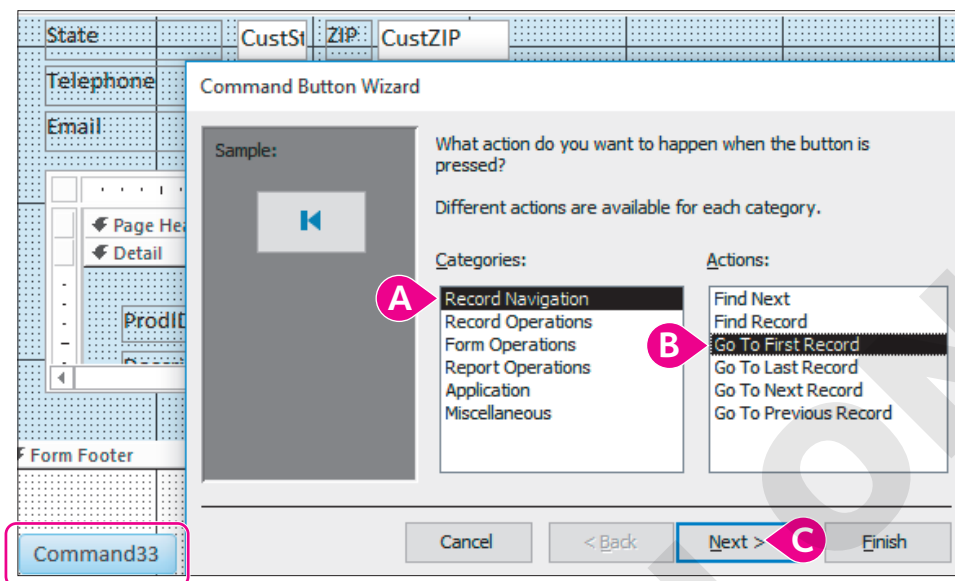 State CustSt ZIP CustZIP
Telephone
Command Button Wizard
Email
Sample:
What action do you want to happen when the button is
pressed?
Different actions are available for each category.
Page Hea
Detail
Categories: Actions:
A
Record Navigation
Record Operations
Form Operations
Report Operations
Application
Miscellaneous
Find Next
Find Record
B
Go To First Record
Go To Last Record
Go To Next Record
Go To Previous Record
ProdID
Form Footer
Cancel < Back Next > C Finish
Command33